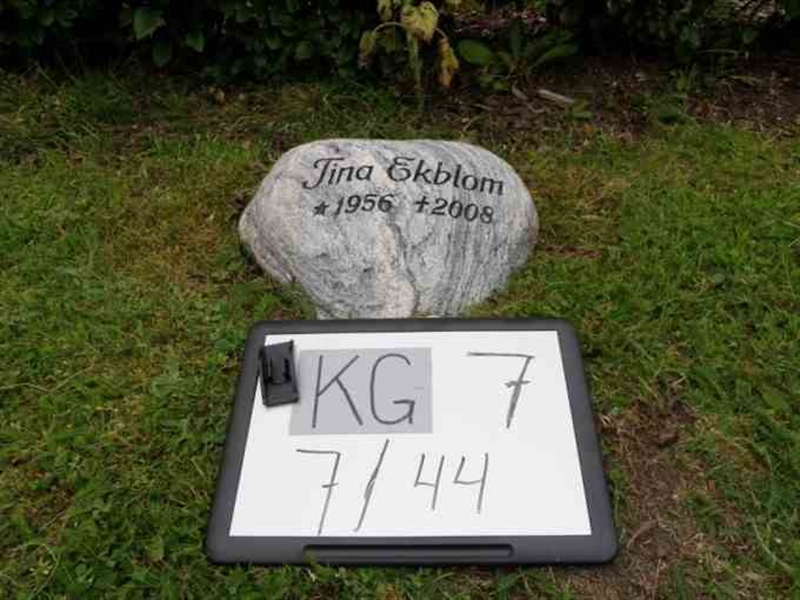 Tina Ekblom
★1956 †2008
KG 7
7/44